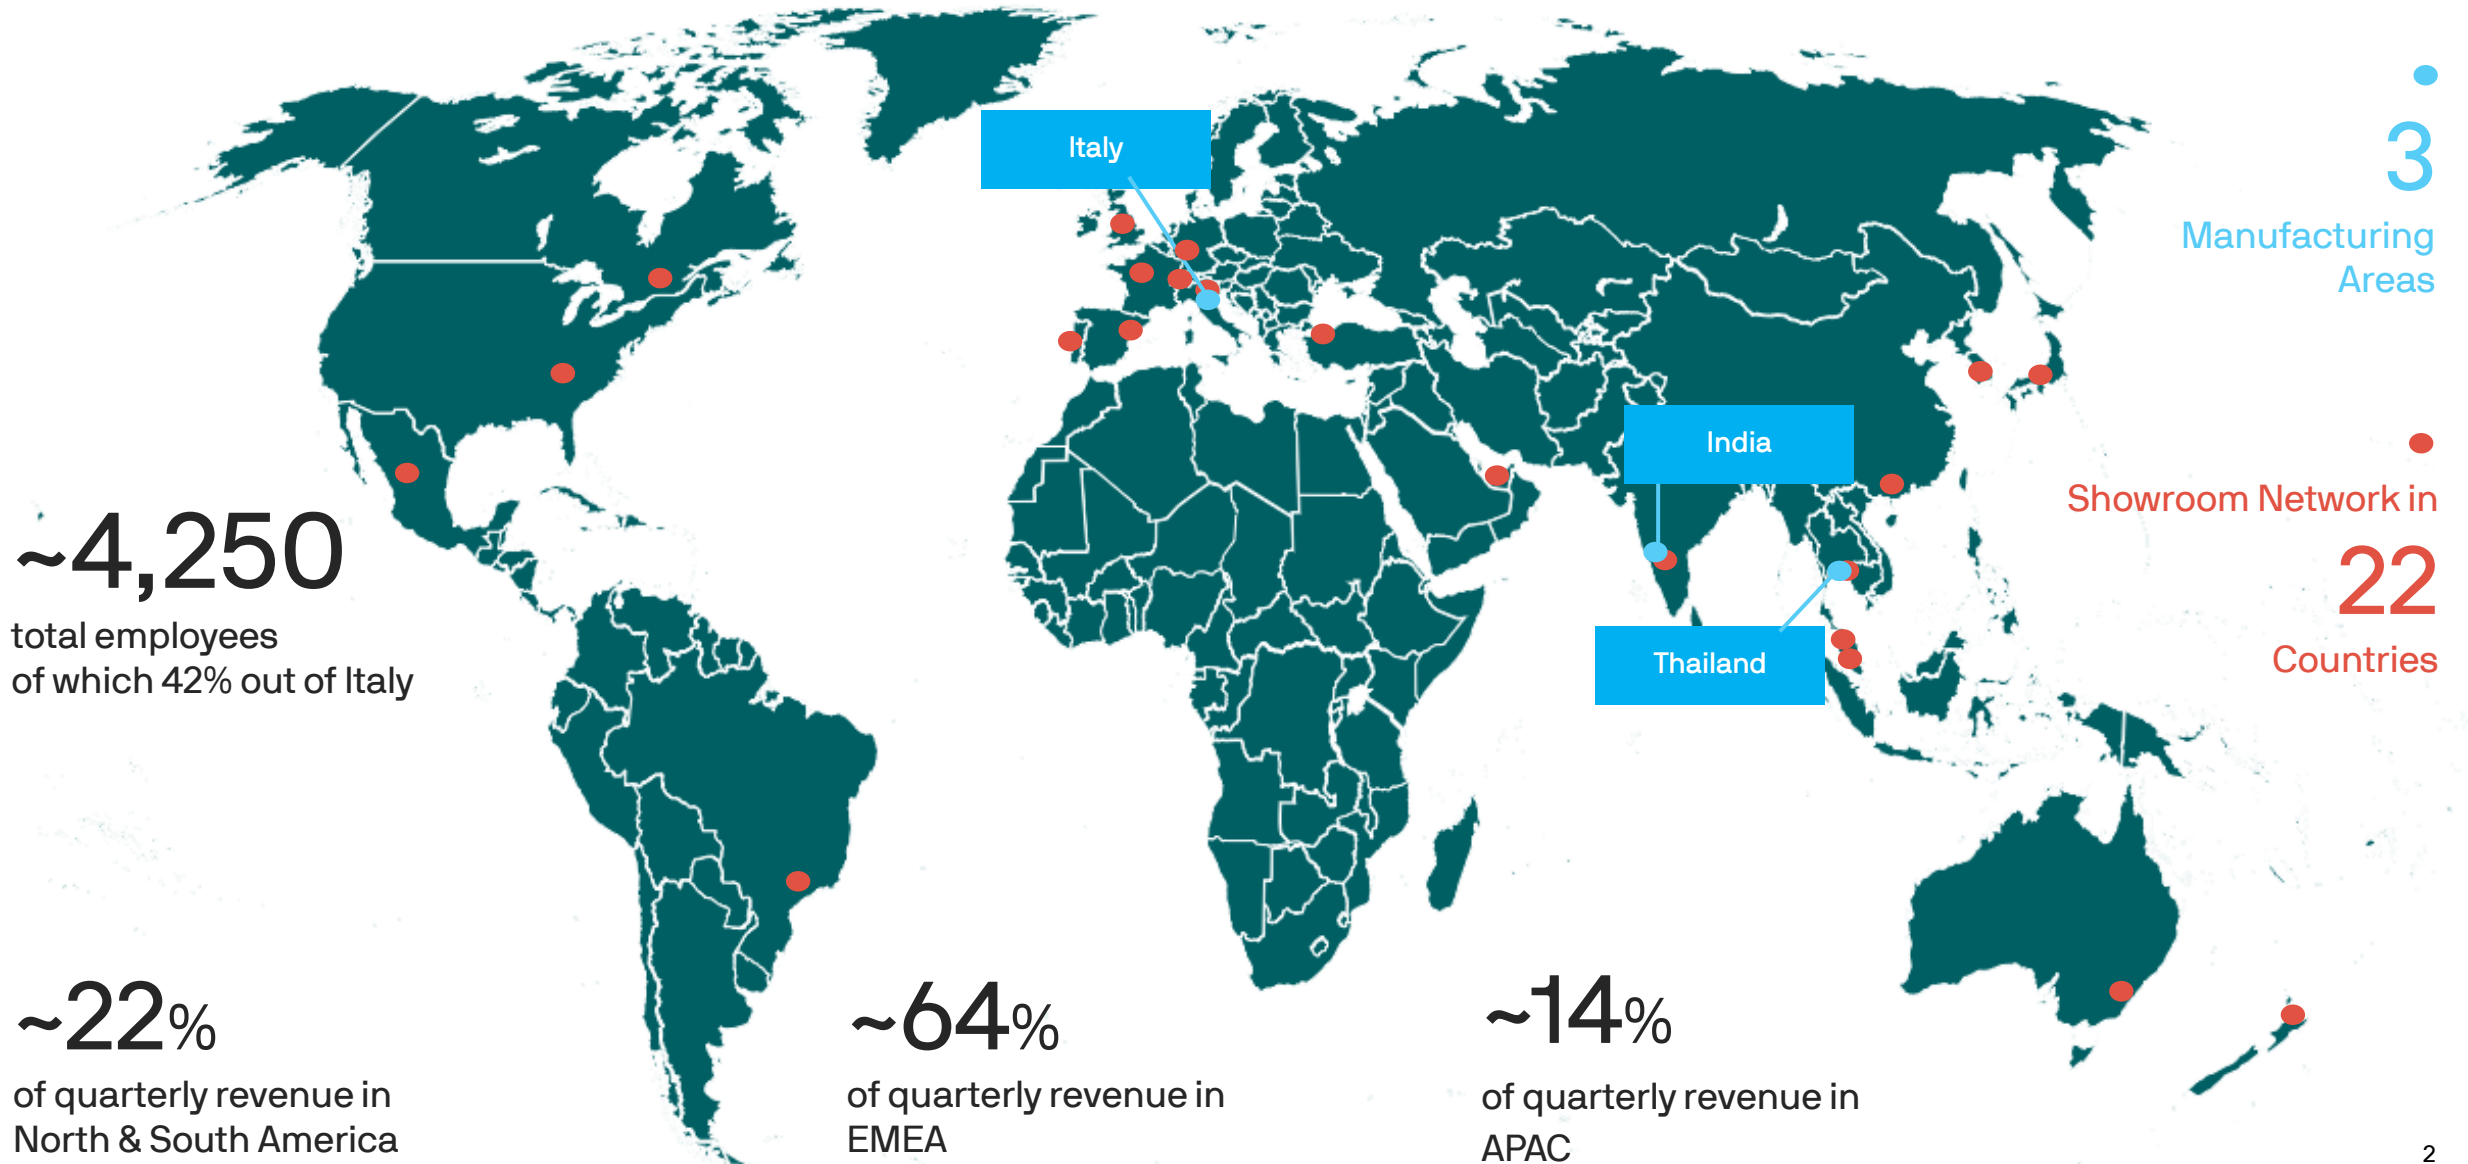 Italy
3
Manufacturing
Areas
India
Showroom Network in
22
Countries
Thailand
~4,250
total employees
of which 42% out of Italy
~22%
of quarterly revenue in
North & South America
~64%
of quarterly revenue in
EMEA
~14%
of quarterly revenue in
APAC
2